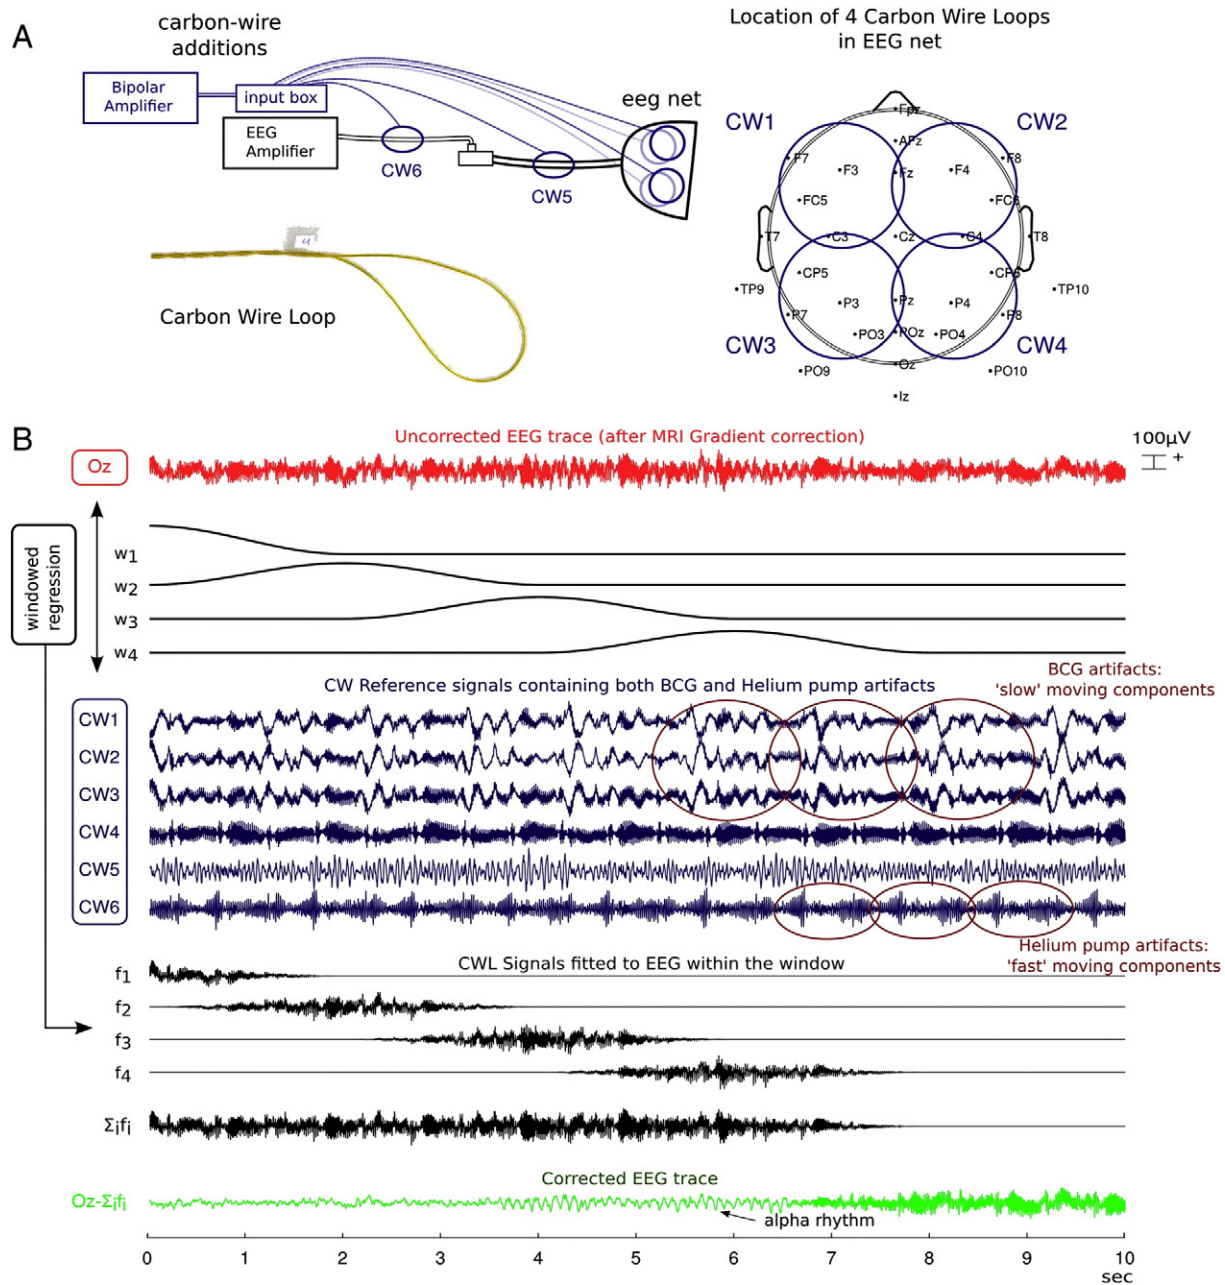 A
carbon-wire
additions
Bipolar
Amplifier
input box
EEG
Amplifier
CW6
CW5
eeg net
Carbon Wire Loop
Location of 4 Carbon Wire Loops
in EEG net
CW1
CW2
Fpz
AFz
F7
F3
Fz
F4
F8
FC5
FC6
T7
C3
Cz
C4
T8
CP5
CP6
TP9
P3
Pz
P4
TP10
P7
P8
PO3
POz
PO4
CW3
CW4
Oz
PO9
PO10
Iz
B
Uncorrected EEG trace (after MRI Gradient correction)
100μV
+
Oz
windowed
regression
w1
w2
w3
w4
BCG artifacts:
'slow' moving components
CW Reference signals containing both BCG and Helium pump artifacts
CW1
CW2
CW3
CW4
CW5
CW6
Helium pump artifacts:
'fast' moving components
CWL Signals fitted to EEG within the window
f1
f2
f3
f4
Σifi
Corrected EEG trace
Oz-Σifi
alpha rhythm
0 1 2 3 4 5 6 7 8 9 10
sec